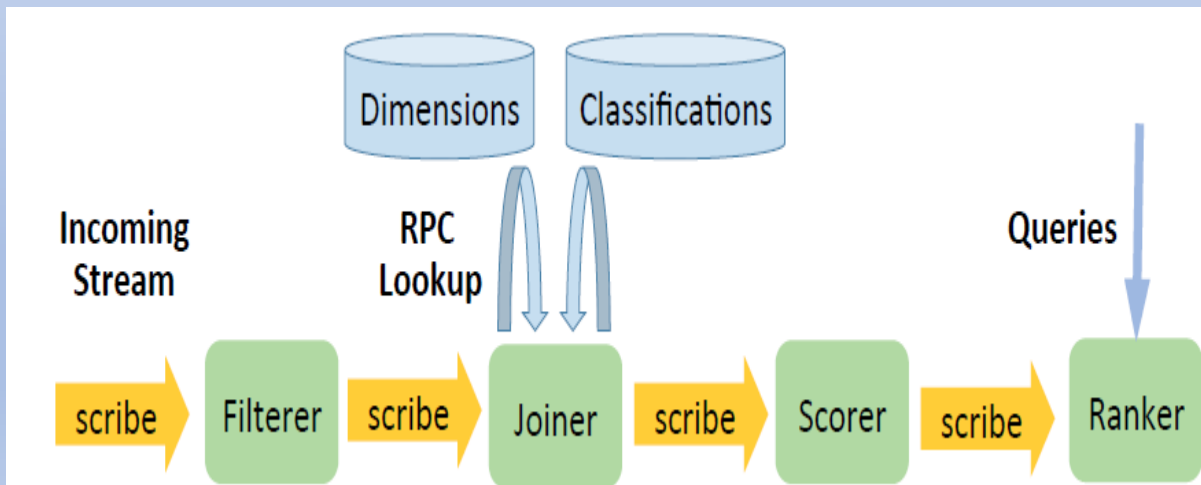 Dimensions
Classifications
Incoming
Stream
RPC
Lookup
Queries
scribe
Filterer
scribe
Joiner
scribe
Scorer
scribe
Ranker